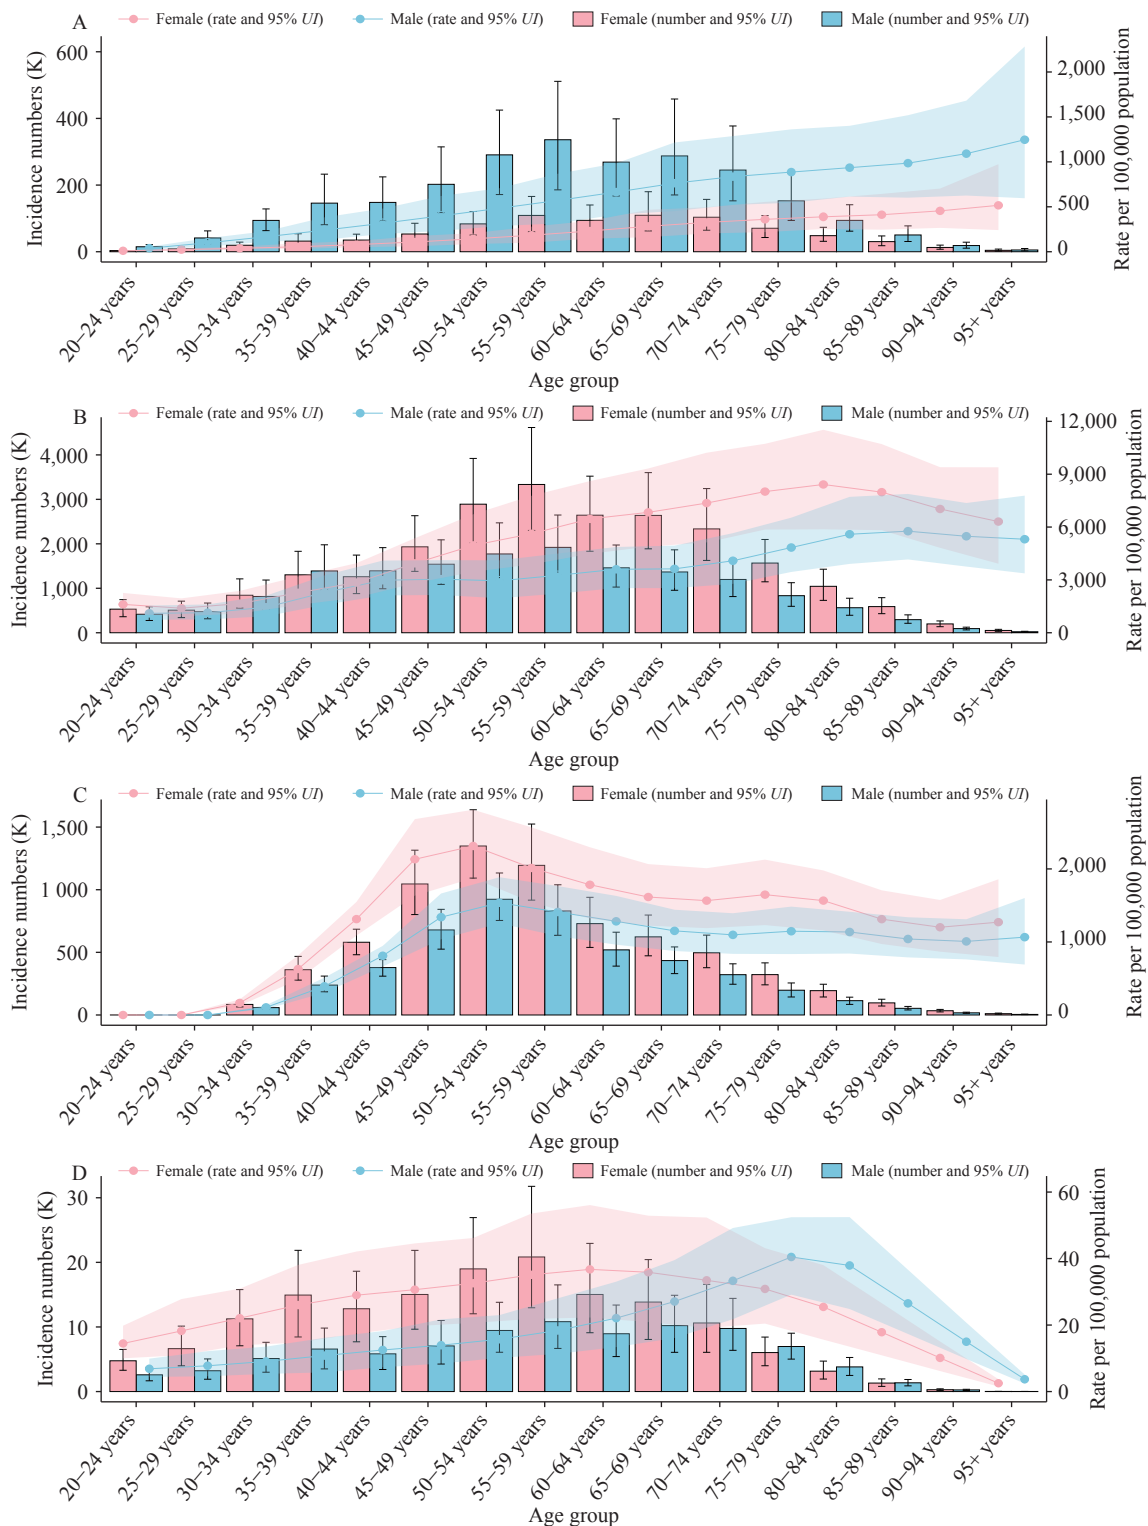 A
Female (rate and 95% UI) Male (rate and 95% UI) Female (number and 95% UI) Male (number and 95% UI)
Incidence numbers (K)
600
400
200
0
2,000
1,500
1,000
500
0
Rate per 100,000 population
20–24 years 25–29 years 30–34 years 35–39 years 40–44 years 45–49 years 50–54 years 55–59 years 60–64 years 65–69 years 70–74 years 75–79 years 80–84 years 85–89 years 90–94 years 95+ years
Age group
B
Female (rate and 95% UI) Male (rate and 95% UI) Female (number and 95% UI) Male (number and 95% UI)
Incidence numbers (K)
4,000
3,000
2,000
1,000
0
12,000
9,000
6,000
3,000
0
Rate per 100,000 population
20–24 years 25–29 years 30–34 years 35–39 years 40–44 years 45–49 years 50–54 years 55–59 years 60–64 years 65–69 years 70–74 years 75–79 years 80–84 years 85–89 years 90–94 years 95+ years
Age group
C
Female (rate and 95% UI) Male (rate and 95% UI) Female (number and 95% UI) Male (number and 95% UI)
Incidence numbers (K)
1,500
1 000
500
0
2,000
1,000
0
Rate per 100,000 population
20–24 years 25–29 years 30–34 years 35–39 years 40–44 years 45–49 years 50–54 years 55–59 years 60–64 years 65–69 years 70–74 years 75–79 years 80–84 years 85–89 years 90–94 years 95+ years
Age group
D
Female (rate and 95% UI) Male (rate and 95% UI) Female (number and 95% UI) Male (number and 95% UI)
Incidence numbers (K)
30
20
10
0
60
40
20
0
Rate per 100,000 population
20–24 years 25–29 years 30–34 years 35–39 years 40–44 years 45–49 years 50–54 years 55–59 years 60–64 years 65–69 years 70–74 years 75–79 years 80–84 years 85–89 years 90–94 years 95+ years
Age group